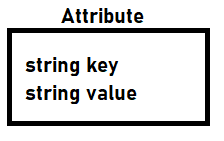 Attribute
string key
string value